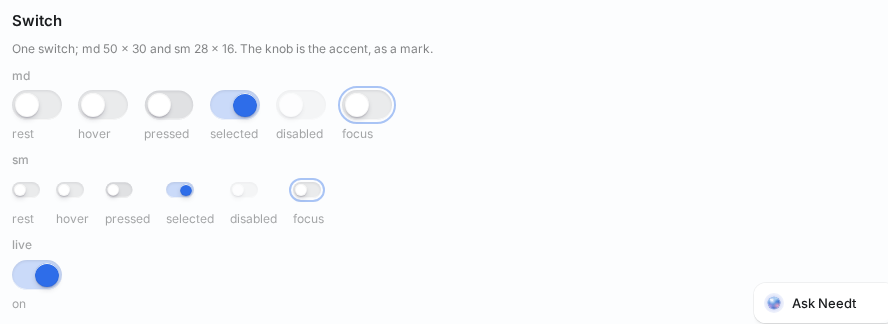 Switch
One switch; md 50 × 30 and sm 28 × 16. The knob is the accent, as a mark.
md
rest hover pressed selected disabled focus
sm
rest hover pressed selected disabled focus
live
on
Ask Needt